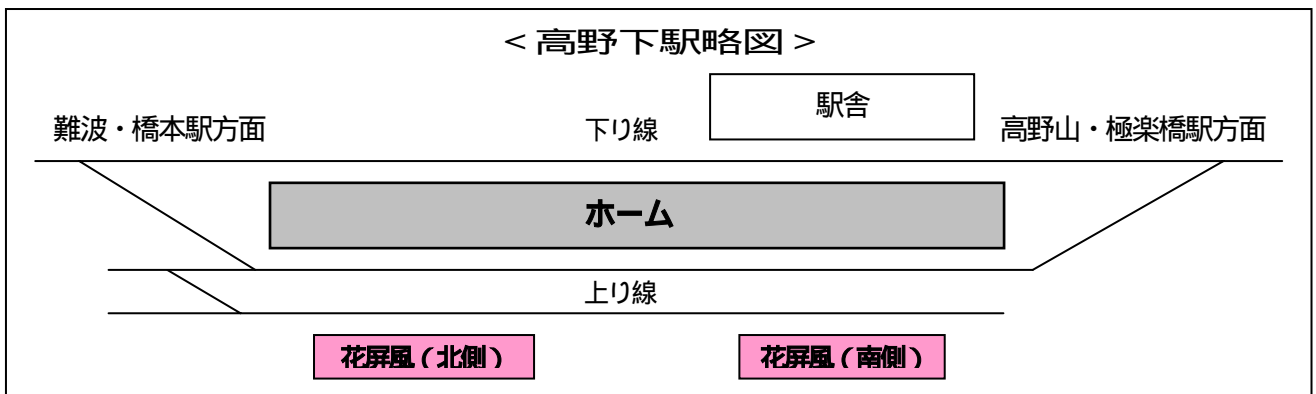 ＜高野下駅略図＞
駅舎
難波・橋本駅方面
下り線
高野山・極楽橋駅方面
ホーム
上り線
花屏風（北側）
花屏風（南側）